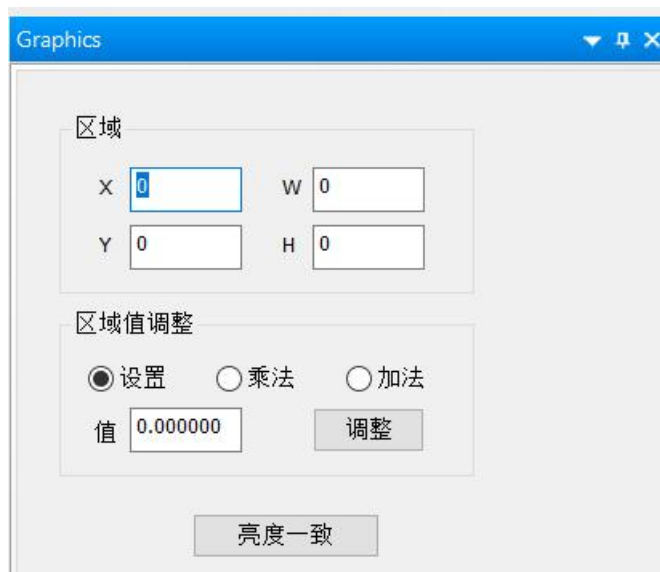 Graphics
区域
X 0 W 0
Y 0 H 0
区域值调整
设置 乘法 加法
值 0.000000 调整
亮度一致